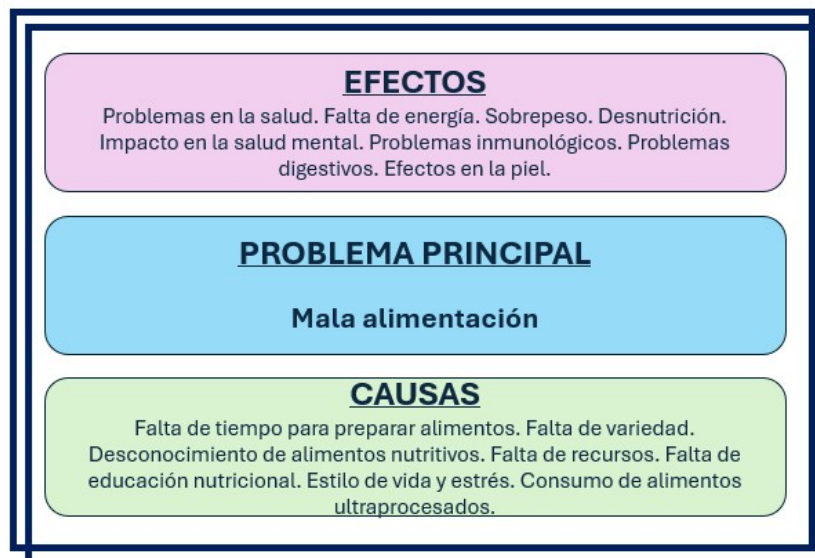 EFECTOS
Problemas en la salud. Falta de energía. Sobrepeso. Desnutrición.
Impacto en la salud mental. Problemas inmunológicos. Problemas
digestivos. Efectos en la piel.
PROBLEMA PRINCIPAL
Mala alimentación
CAUSAS
Falta de tiempo para preparar alimentos. Falta de variedad.
Desconocimiento de alimentos nutritivos. Falta de recursos. Falta de
educación nutricional. Estilo de vida y estrés. Consumo de alimentos
ultraprocesados.